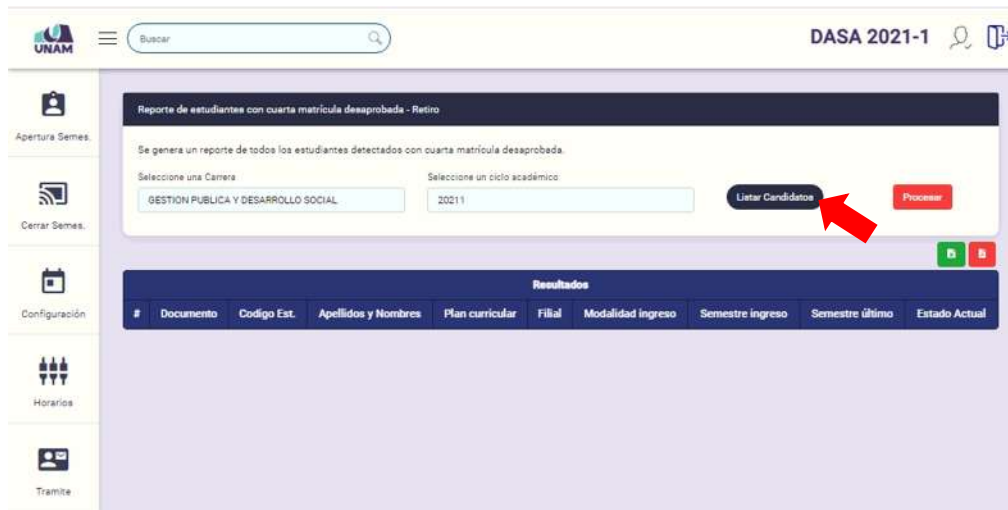 UNAM
Buscar
DASA 2021-1
Apertura Semes.
Cerrar Semes.
Configuración
Horarios
Tramite
Reporte de estudiantes con cuarta matrícula desaprobada - Retiro
Se genera un reporte de todos los estudiantes detectados con cuarta matrícula desaprobada.
Seleccione una Carrera
Seleccione un ciclo académico
GESTION PUBLICA Y DESARROLLO SOCIAL
20211
Listar Candidatos
Procesar
Resultados
# Documento Codigo Est. Apellidos y Nombres Plan curricular Filial Modalidad ingreso Semestre ingreso Semestre último Estado Actual